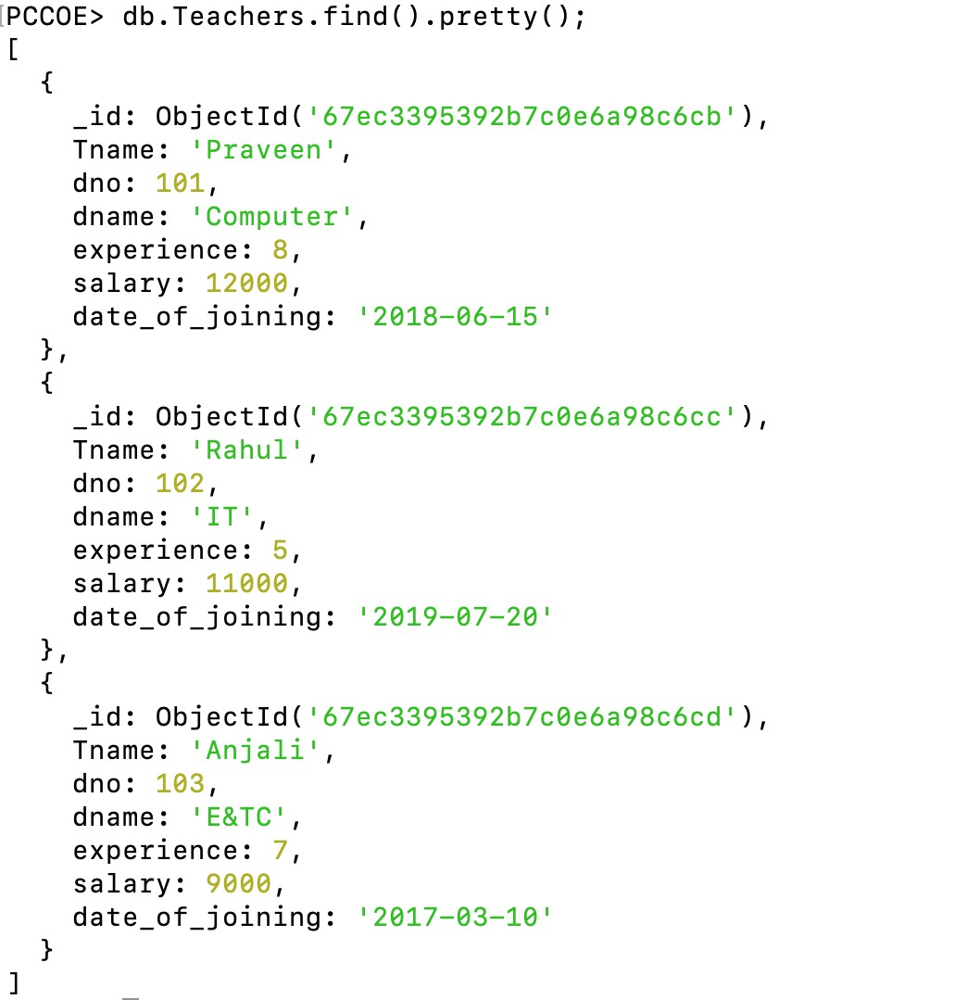 [PCCOE> db.Teachers.find().pretty();
[
  {
    _id: ObjectId('67ec3395392b7c0e6a98c6cb'),
    Tname: 'Praveen',
    dno: 101,
    dname: 'Computer',
    experience: 8,
    salary: 12000,
    date_of_joining: '2018-06-15'
  },
  {
    _id: ObjectId('67ec3395392b7c0e6a98c6cc'),
    Tname: 'Rahul',
    dno: 102,
    dname: 'IT',
    experience: 5,
    salary: 11000,
    date_of_joining: '2019-07-20'
  },
  {
    _id: ObjectId('67ec3395392b7c0e6a98c6cd'),
    Tname: 'Anjali',
    dno: 103,
    dname: 'E&TC',
    experience: 7,
    salary: 9000,
    date_of_joining: '2017-03-10'
  }
]